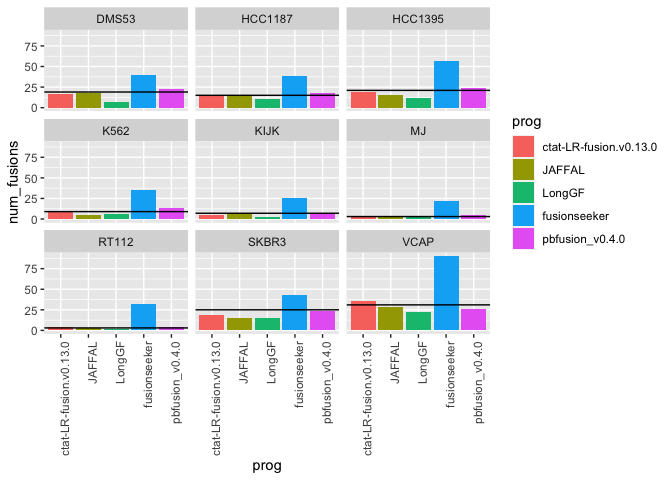 DMS53
HCC1187
HCC1395
75
50
25
0
K562
KIJK
MJ
75
50
25
0
RT112
SKBR3
VCAP
75
50
25
0
num_fusions
ctat-LR-fusion.v0.13.0
JAFFAL
LongGF
fusionseeker
pbfusion_v0.4.0
ctat-LR-fusion.v0.13.0
JAFFAL
LongGF
fusionseeker
pbfusion_v0.4.0
ctat-LR-fusion.v0.13.0
JAFFAL
LongGF
fusionseeker
pbfusion_v0.4.0
prog
prog
ctat-LR-fusion.v0.13.0
JAFFAL
LongGF
fusionseeker
pbfusion_v0.4.0